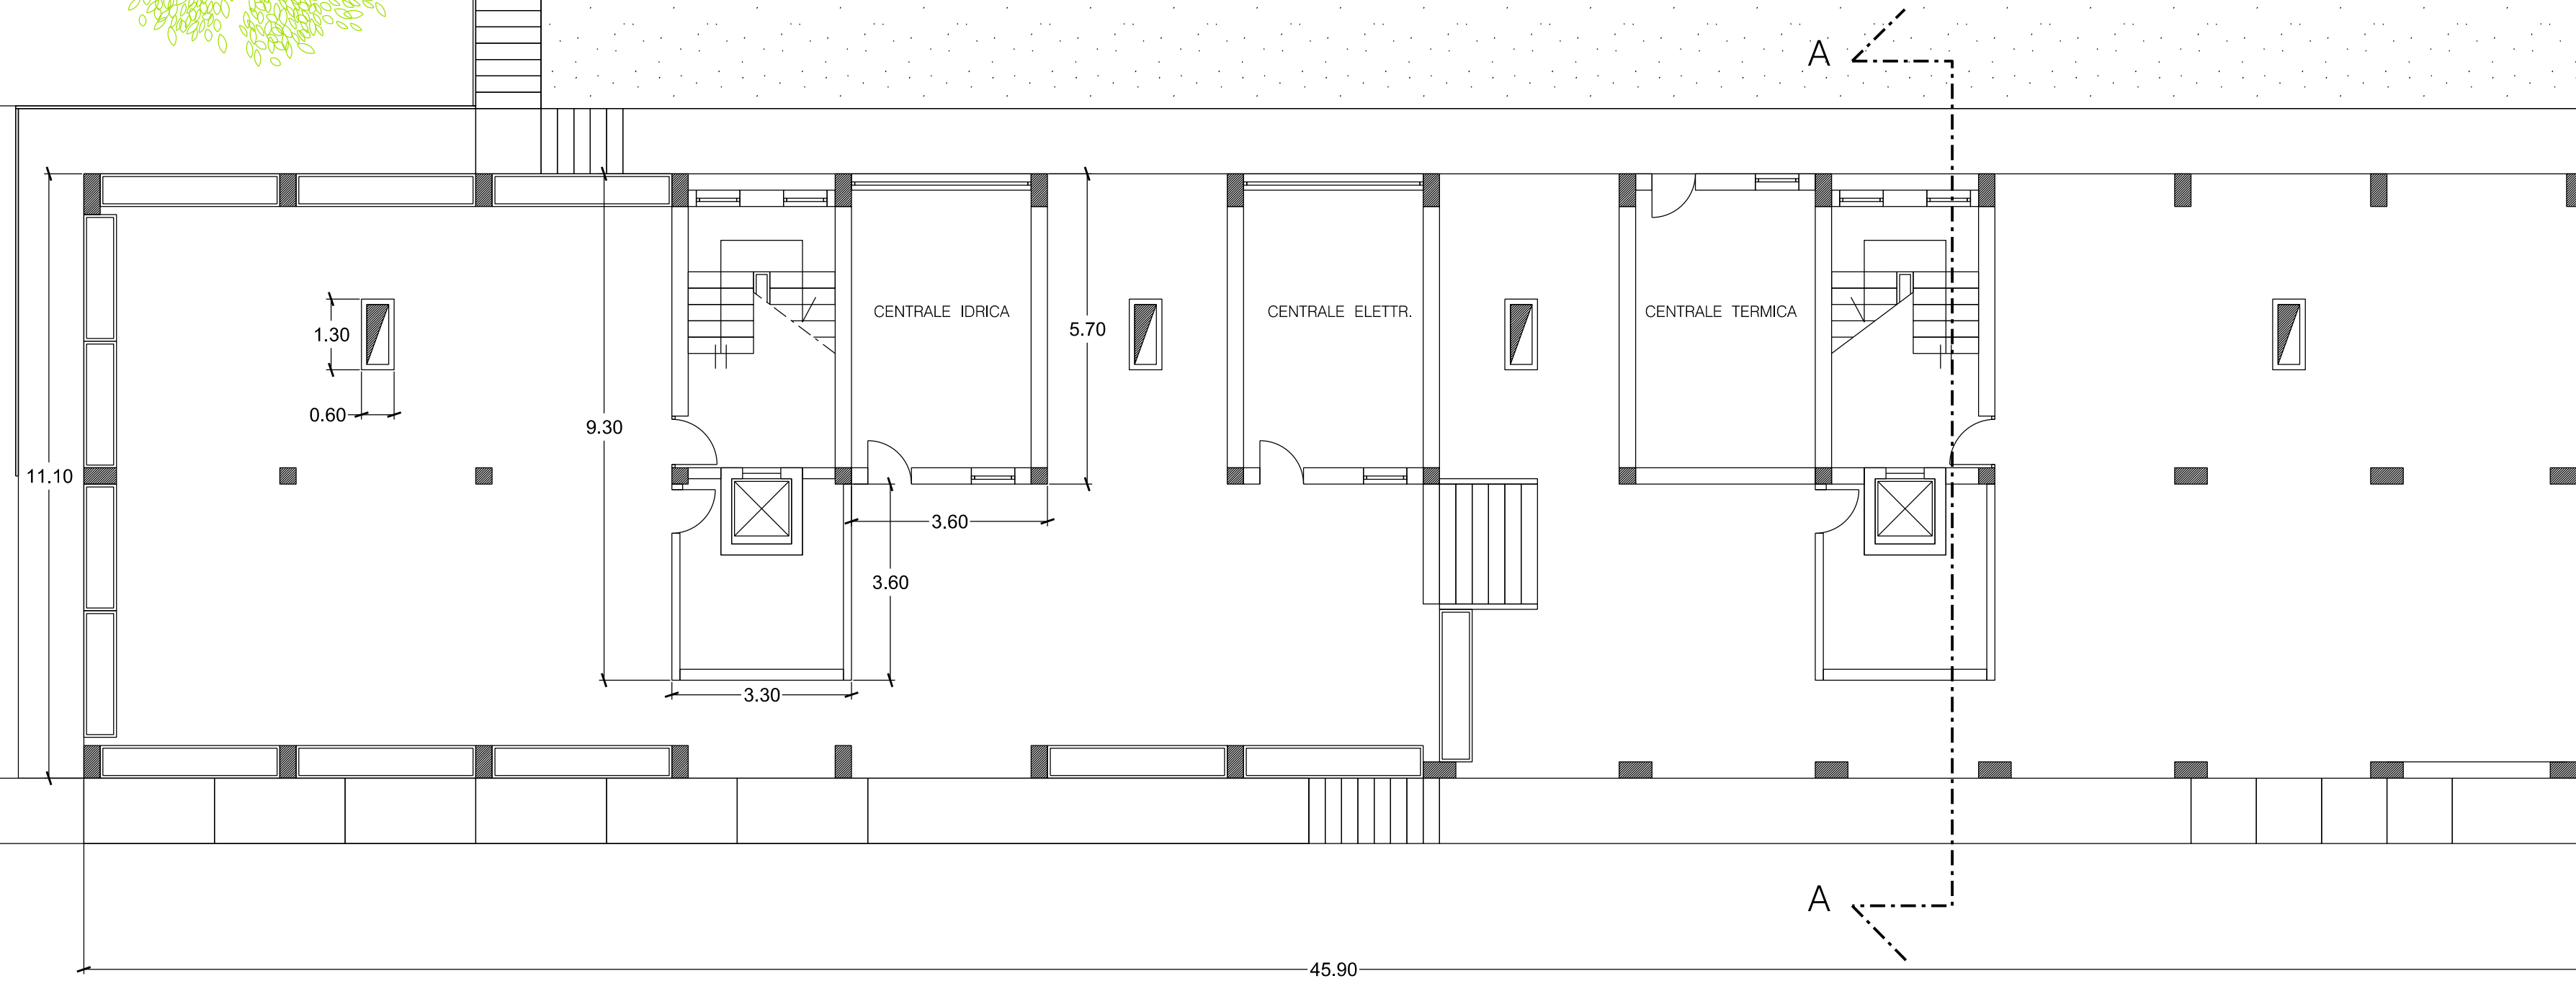 A
CENTRALE IDRICA
CENTRALE ELETTR.
CENTRALE TERMICA
1.30
5.70
0.60
9.30
11.10
3.60
3.60
3.30
A
45.90